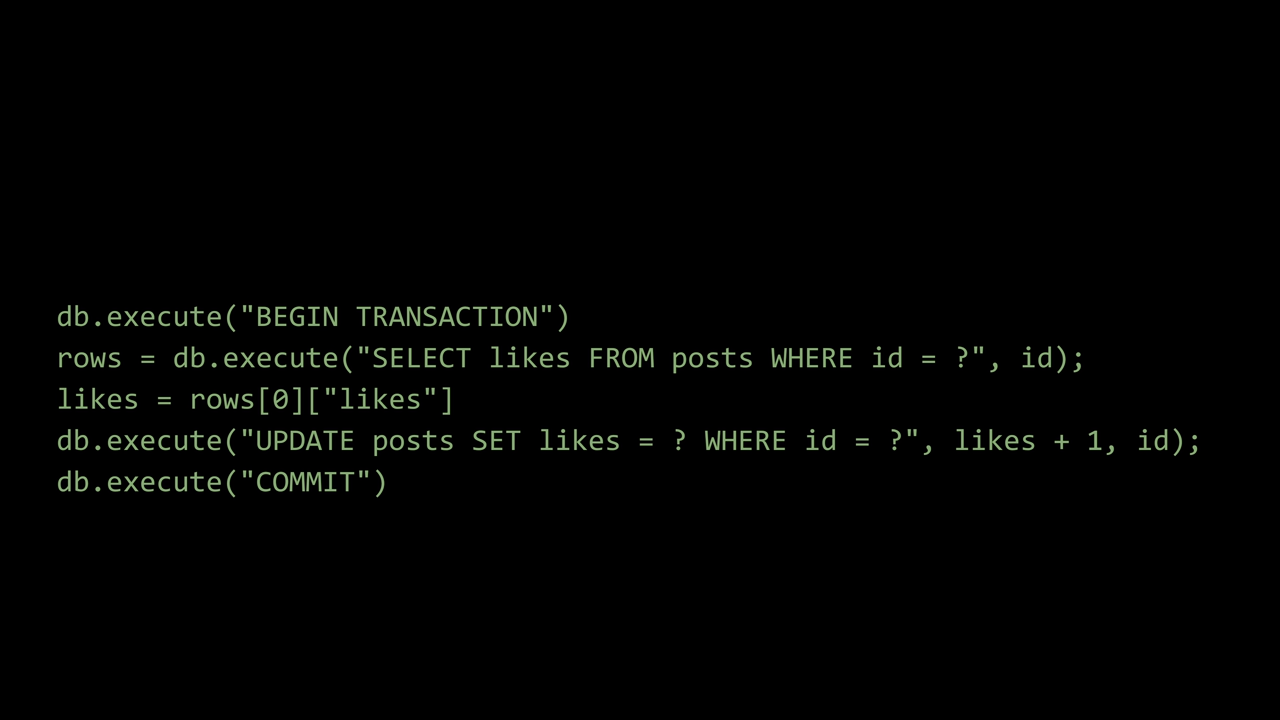 db.execute("BEGIN TRANSACTION")
rows = db.execute("SELECT likes FROM posts WHERE id = ?", id);
likes = rows[0]["likes"]
db.execute("UPDATE posts SET likes = ? WHERE id = ?", likes + 1, id);
db.execute("COMMIT")